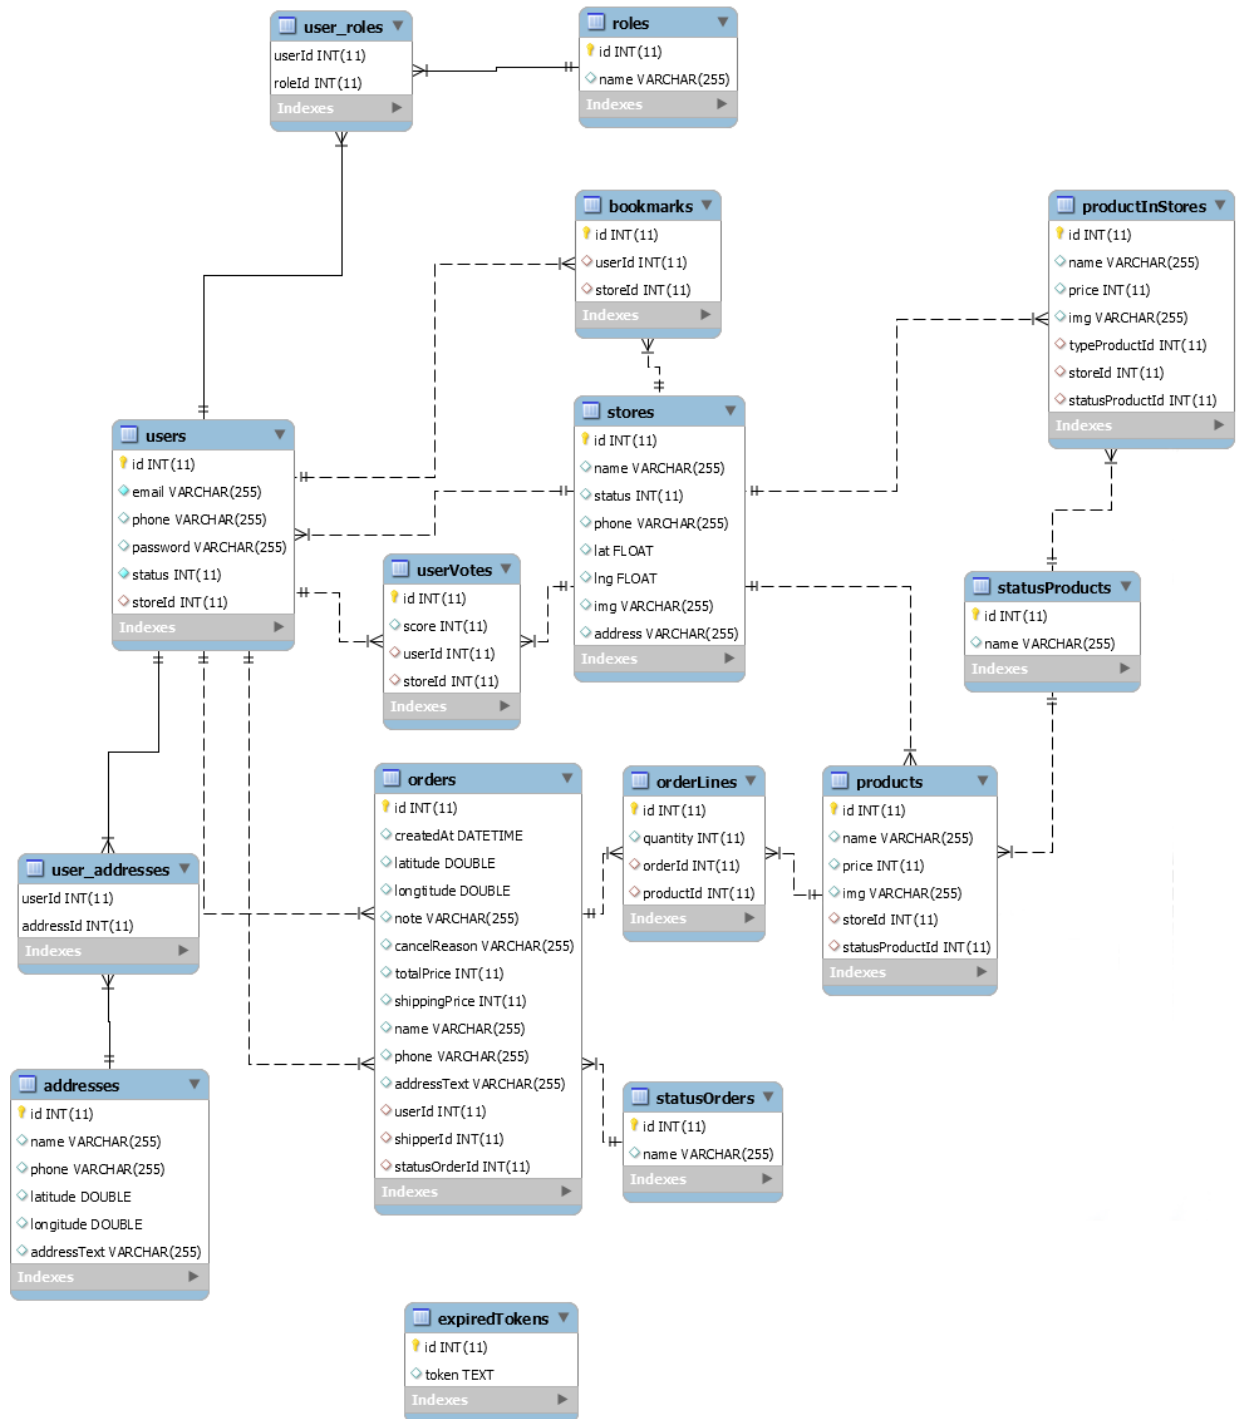 user_roles
userId INT(11)
roleId INT(11)
Indexes
roles
id INT(11)
name VARCHAR(255)
Indexes
bookmarks
id INT(11)
userId INT(11)
storeId INT(11)
Indexes
productInStores
id INT(11)
name VARCHAR(255)
price INT(11)
img VARCHAR(255)
typeProductId INT(11)
storeId INT(11)
statusProductId INT(11)
Indexes
users
id INT(11)
email VARCHAR(255)
phone VARCHAR(255)
password VARCHAR(255)
status INT(11)
storeId INT(11)
Indexes
stores
id INT(11)
name VARCHAR(255)
status INT(11)
phone VARCHAR(255)
lat FLOAT
lng FLOAT
img VARCHAR(255)
address VARCHAR(255)
Indexes
userVotes
id INT(11)
score INT(11)
userId INT(11)
storeId INT(11)
Indexes
statusProducts
id INT(11)
name VARCHAR(255)
Indexes
orders
id INT(11)
createdAt DATETIME
latitude DOUBLE
longtitude DOUBLE
note VARCHAR(255)
cancelReason VARCHAR(255)
totalPrice INT(11)
shippingPrice INT(11)
name VARCHAR(255)
phone VARCHAR(255)
addressText VARCHAR(255)
userId INT(11)
shipperId INT(11)
statusOrderId INT(11)
Indexes
orderLines
id INT(11)
quantity INT(11)
orderId INT(11)
productId INT(11)
Indexes
products
id INT(11)
name VARCHAR(255)
price INT(11)
img VARCHAR(255)
storeId INT(11)
statusProductId INT(11)
Indexes
user_addresses
userId INT(11)
addressId INT(11)
Indexes
addresses
id INT(11)
name VARCHAR(255)
phone VARCHAR(255)
latitude DOUBLE
longitude DOUBLE
addressText VARCHAR(255)
Indexes
statusOrders
id INT(11)
name VARCHAR(255)
Indexes
expiredTokens
id INT(11)
token TEXT
Indexes